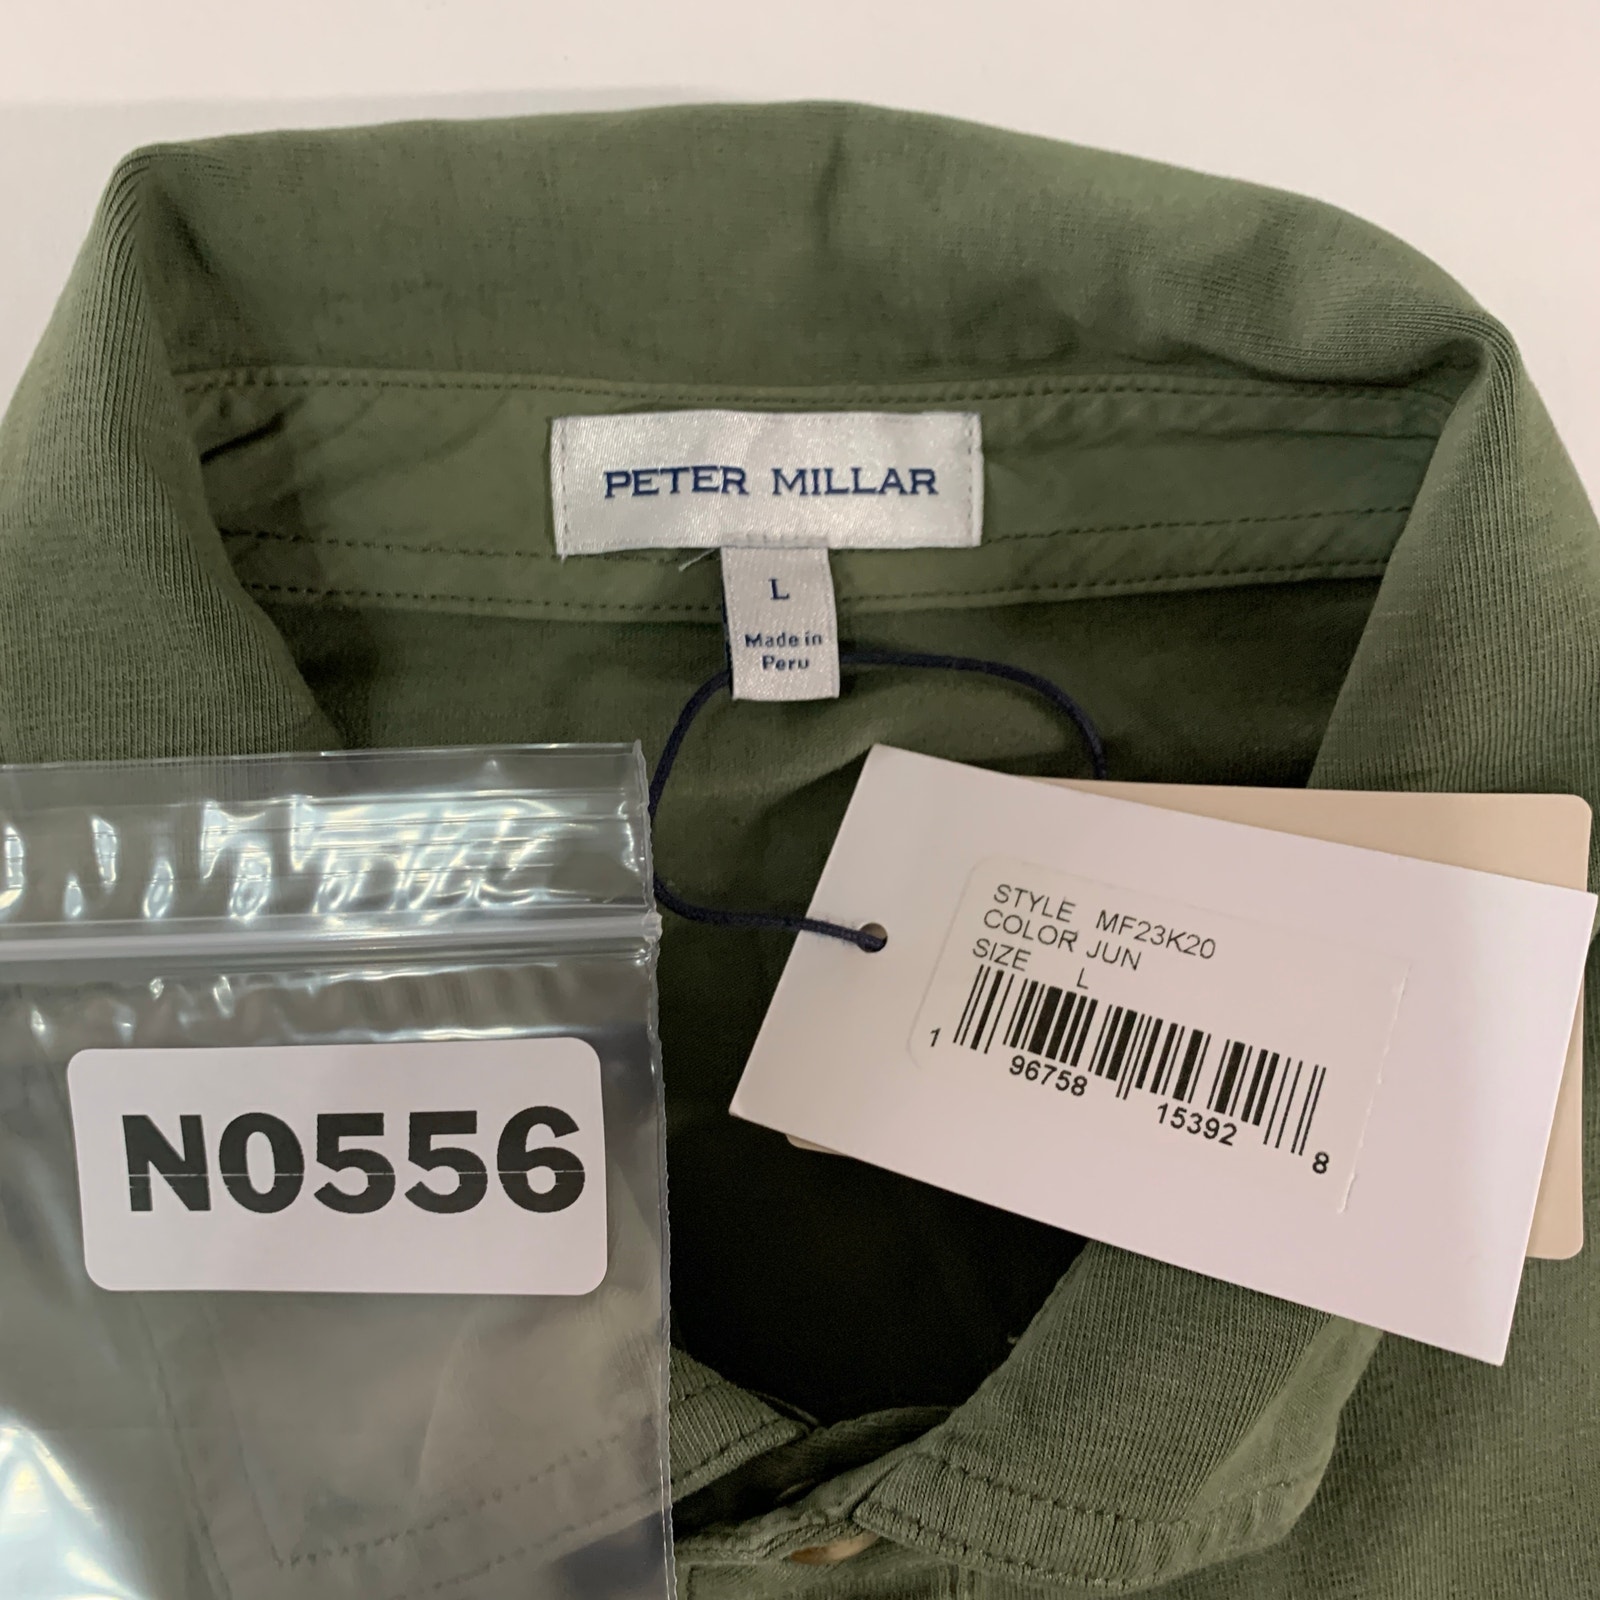 PETER MILLAR
L
Made in
Peru
STYLE MF23K20
COLOR JUN
SIZE L
1 96758 15392 8
N0556